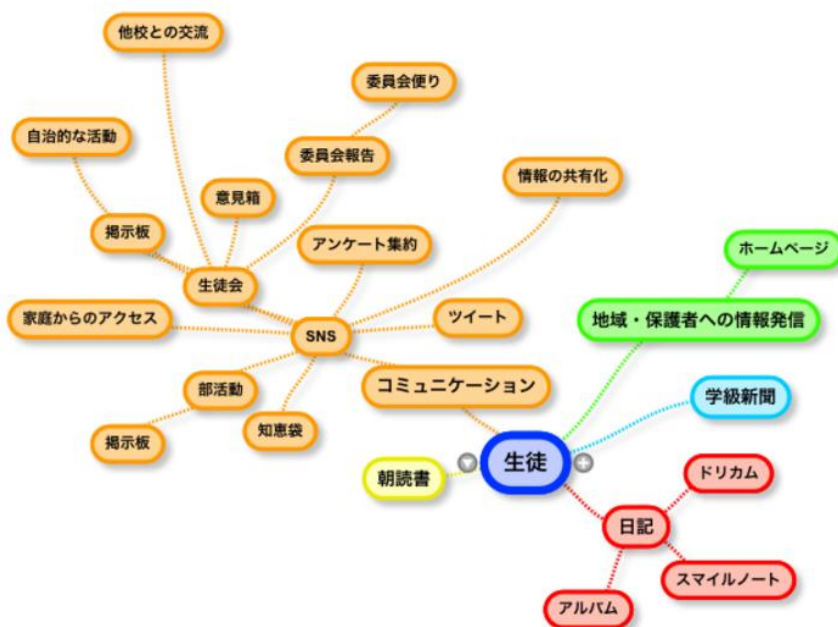 他校との交流
委員会便り
自治的な活動
委員会報告
情報の共有化
意見箱
掲示板
アンケート集約
ホームページ
生徒会
家庭からのアクセス
ツイート
地域・保護者への情報発信
SNS
部活動
コミュニケーション
学級新聞
知恵袋
掲示板
生徒
朝読書
ドリカム
日記
スマイルノート
アルバム